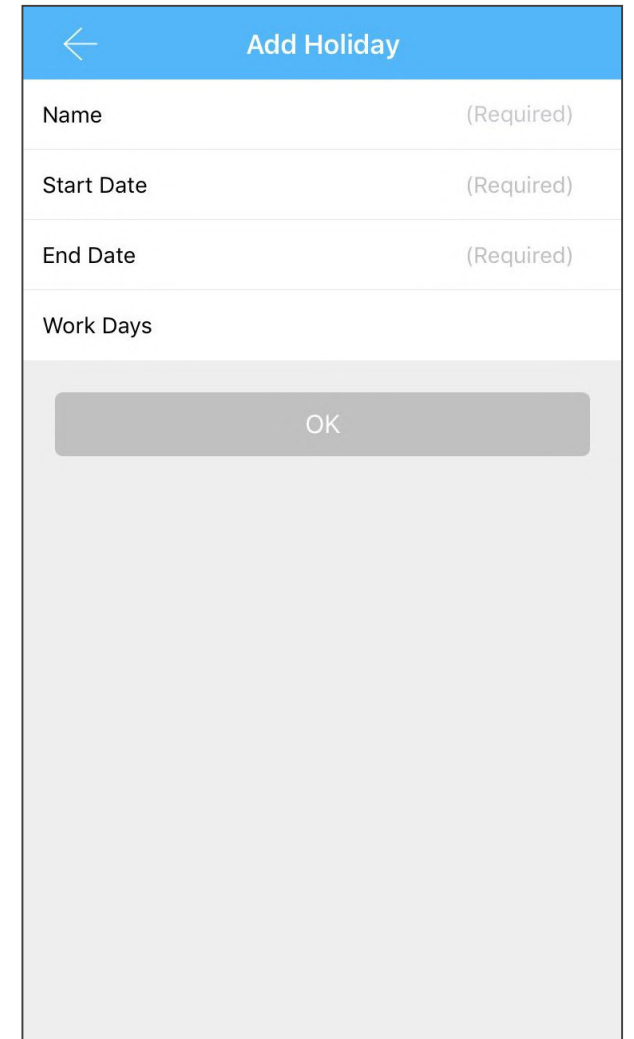 Add Holiday
Name (Required)
Start Date (Required)
End Date (Required)
Work Days
OK